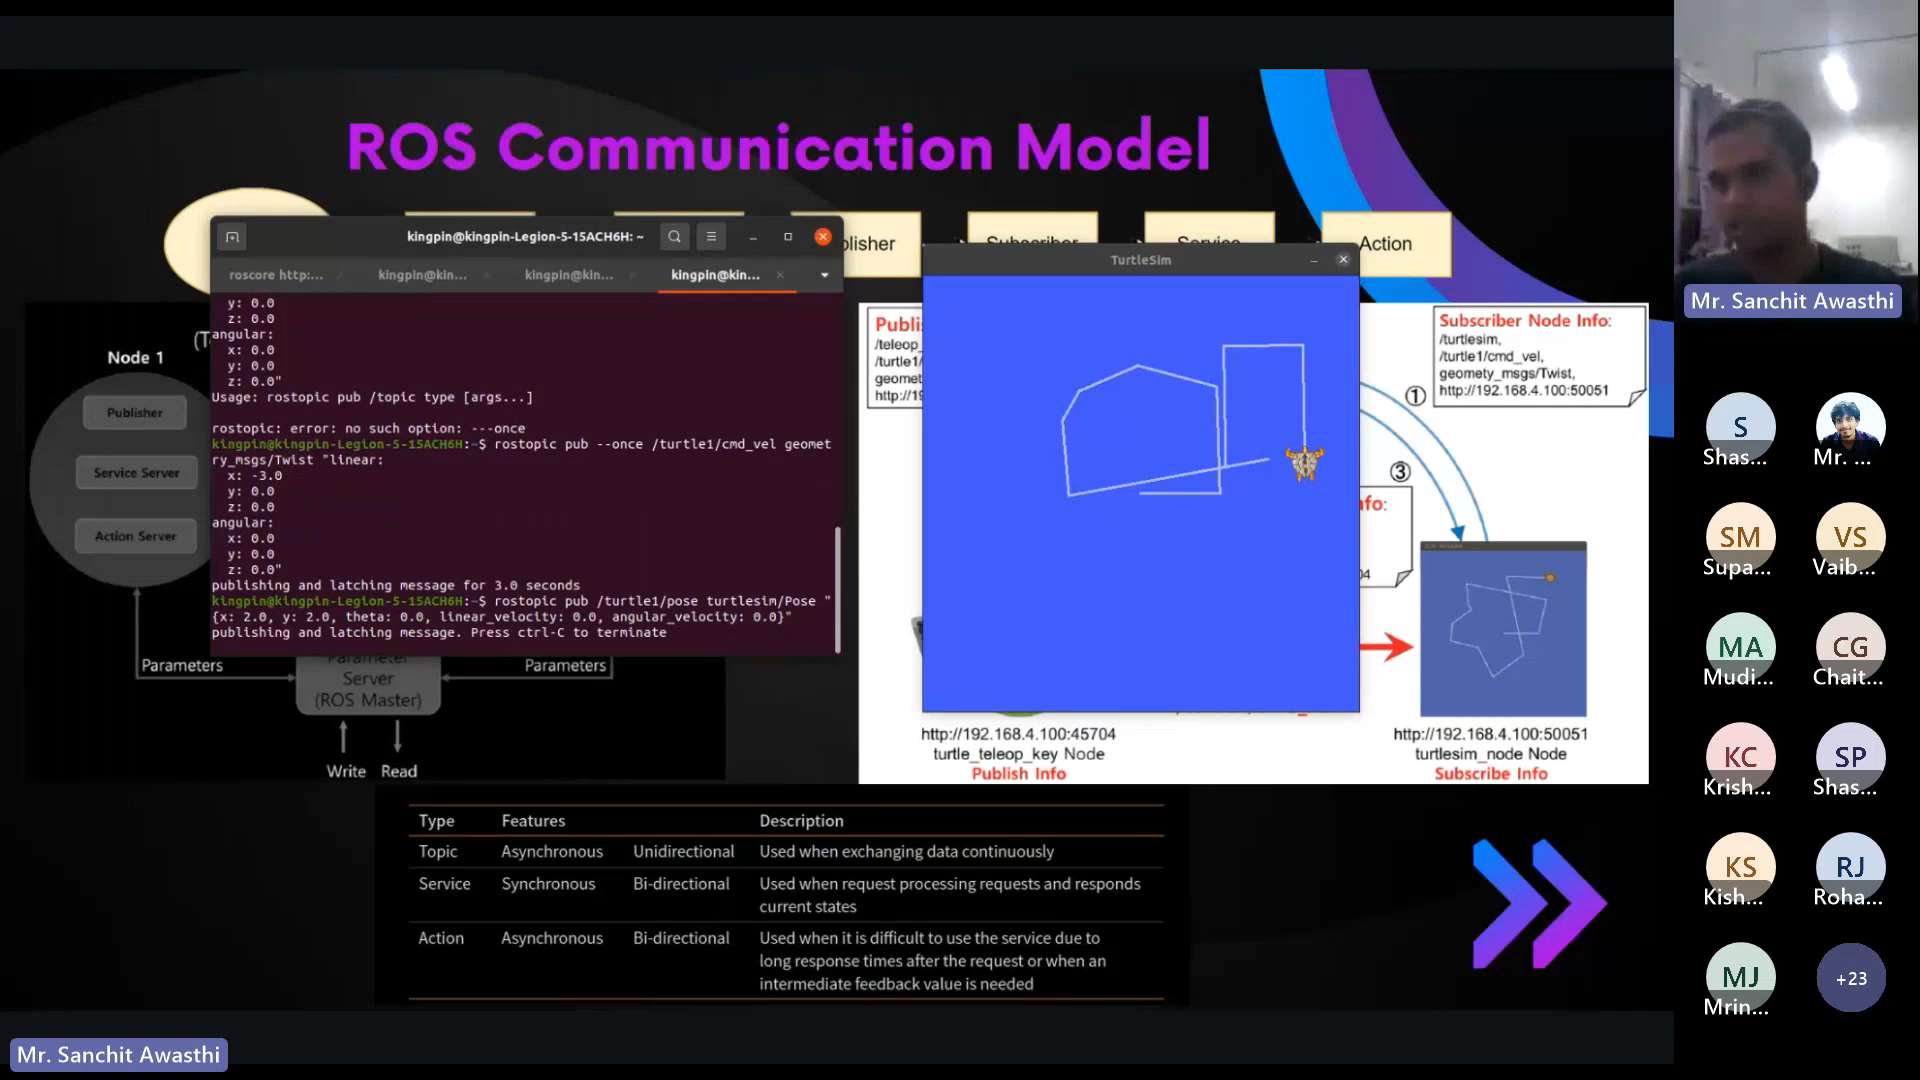 ROS Communication Model
blisher
Subscriber
Service
Action
kingpin@kingpin-Legion-5-15ACH6H: ~
roscore http:...
kingpin@kin...
kingpin@kin...
kingpin@kin...
y: 0.0
z: 0.0
angular:
x: 0.0
y: 0.0
z: 0.0"
Usage: rostopic pub /topic type [args...]
rostopic: error: no such option: ---once
kingpin@kingpin-Legion-5-15ACH6H:~$ rostopic pub --once /turtle1/cmd_vel geomet
ry_msgs/Twist "linear:
x: -3.0
y: 0.0
z: 0.0
angular:
x: 0.0
y: 0.0
z: 0.0"
publishing and latching message for 3.0 seconds
kingpin@kingpin-Legion-5-15ACH6H:~$ rostopic pub /turtle1/pose turtlesim/Pose "
{x: 2.0, y: 2.0, theta: 0.0, linear_velocity: 0.0, angular_velocity: 0.0}"
publishing and latching message. Press ctrl-C to terminate
(T
Node 1
Publisher
Service Server
Action Server
Parameters
Parameters
Parameter
Server
(ROS Master)
Write
Read
TurtleSim
Publi
/teleop_
/turtle1/
geomet
http://19
Subscriber Node Info:
/turtlesim,
/turtle1/cmd_vel,
geomety_msgs/Twist,
http://192.168.4.100:50051
①
③
nfo:
04
http://192.168.4.100:45704
turtle_teleop_key Node
Publish Info
http://192.168.4.100:50051
turtlesim_node Node
Subscribe Info
Type Features Description
Topic Asynchronous Unidirectional Used when exchanging data continuously
Service Synchronous Bi-directional Used when request processing requests and responds
current states
Action Asynchronous Bi-directional Used when it is difficult to use the service due to
long response times after the request or when an
intermediate feedback value is needed
Mr. Sanchit Awasthi
Mr. Sanchit Awasthi
S
Shas...
Mr. ...
SM
Supa...
VS
Vaib...
MA
Mudi...
CG
Chait...
KC
Krish...
SP
Shas...
KS
Kish...
RJ
Roha...
MJ
Mrin...
+23